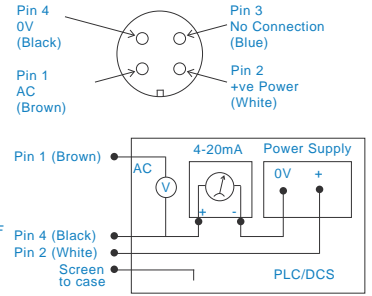 Pin 4
0V
(Black)
Pin 3
No Connection
(Blue)
Pin 1
AC
(Brown)
Pin 2
+ve Power
(White)
Pin 1 (Brown)
AC
V
4-20mA
+ -
Power Supply
0V +
F
Pin 4 (Black)
Pin 2 (White)
Screen
to case
PLC/DCS